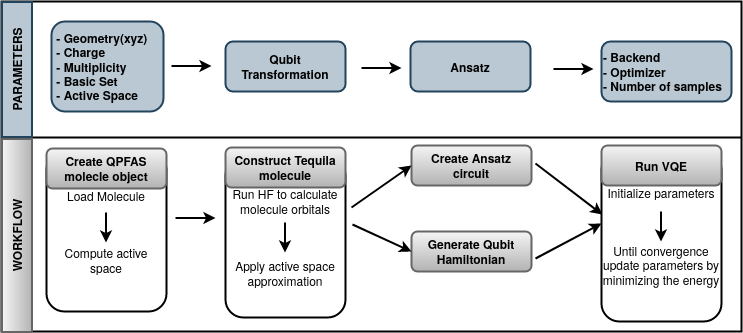 PARAMETERS
- Geometry(xyz)
- Charge
- Multiplicity
- Basic Set
- Active Space
Qubit
Transformation
Ansatz
- Backend
- Optimizer
- Number of samples
WORKFLOW
Create QPFAS
molecle object
Load Molecule
Compute active
space
Construct Tequila
molecule
Run HF to calculate
molecule orbitals
Apply active space
approximation
Create Ansatz
circuit
Generate Qubit
Hamiltonian
Run VQE
Initialize parameters
Until convergence
update parameters by
minimizing the energy